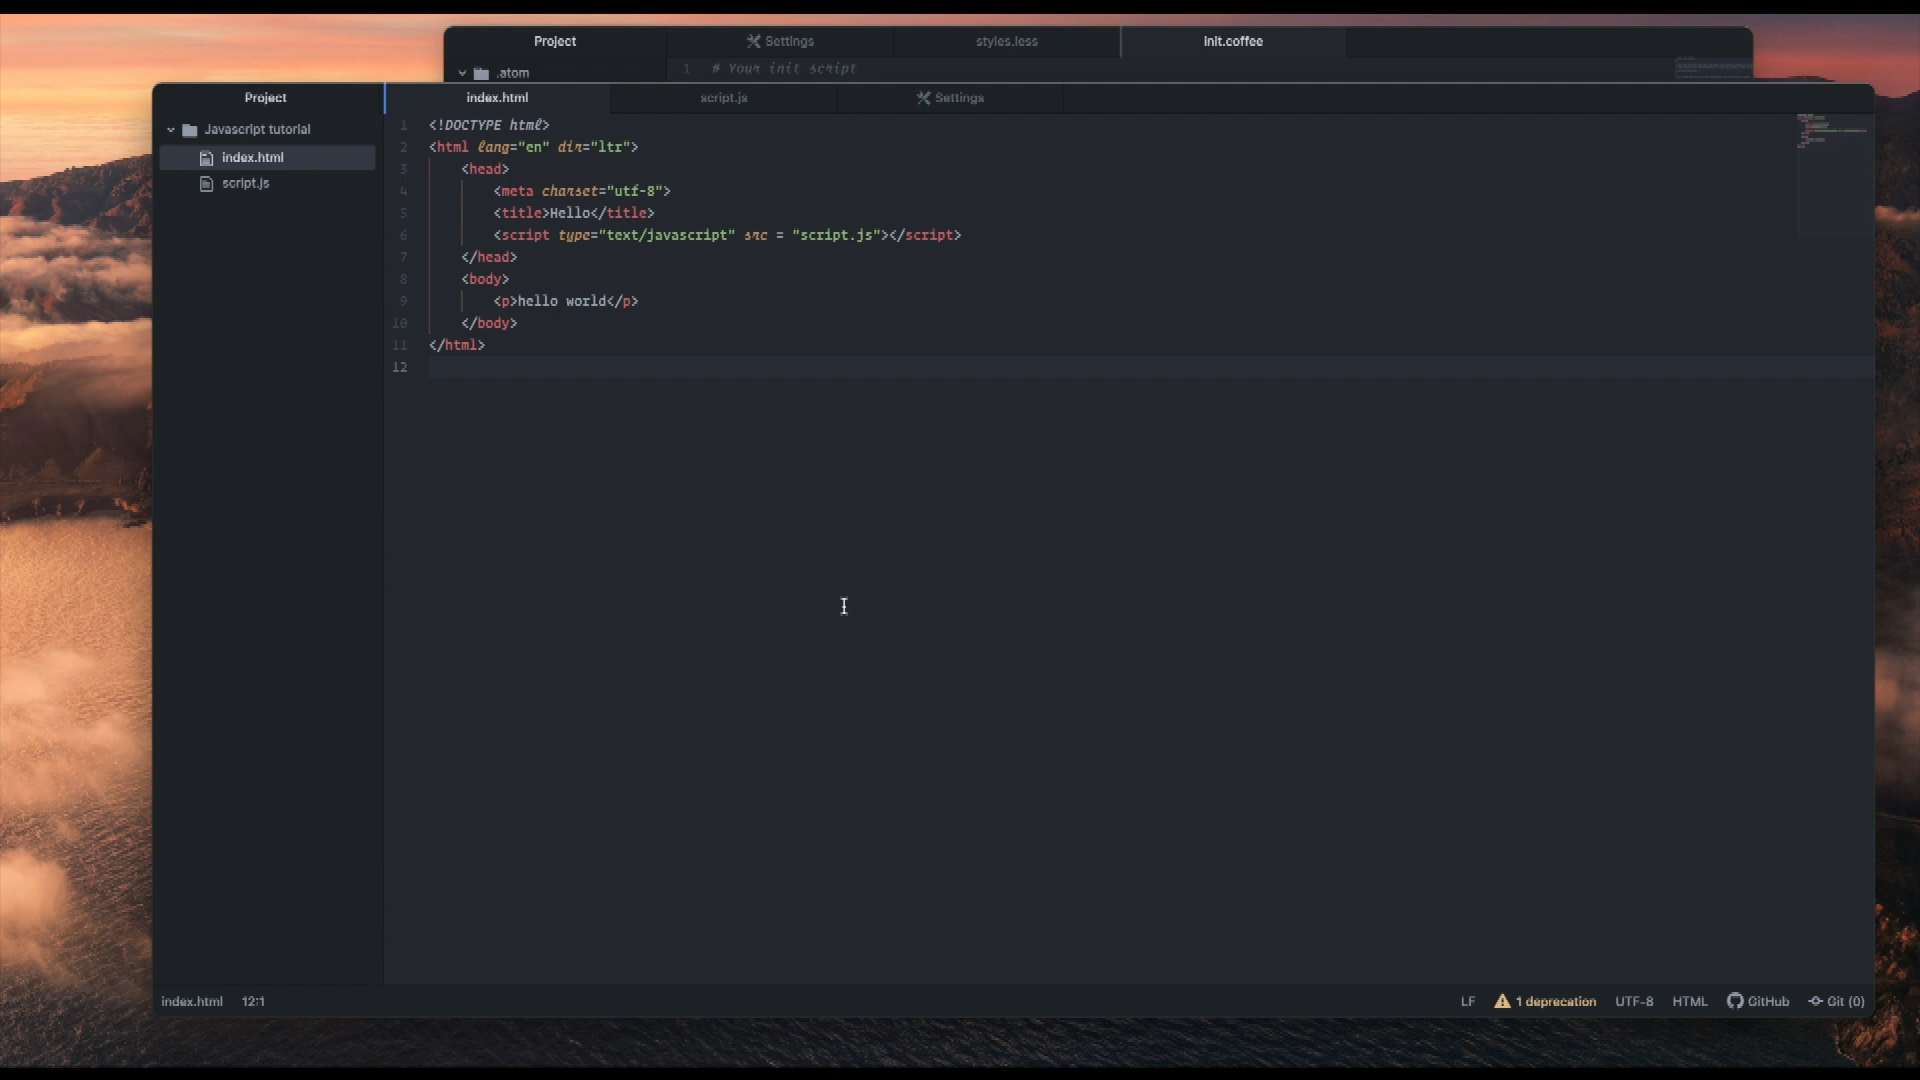 Project Settings styles.less init.coffee
.atom
1 # Your init script
Project index.html script.js Settings
Javascript tutorial
index.html
script.js
1 <!DOCTYPE html>
2 <html lang="en" dir="ltr">
3 <head>
4 <meta charset="utf-8">
5 <title>Hello</title>
6 <script type="text/javascript" src = "script.js"></script>
7 </head>
8 <body>
9 <p>hello world</p>
10 </body>
11 </html>
12
index.html 12:1 LF 1 deprecation UTF-8 HTML GitHub Git (0)